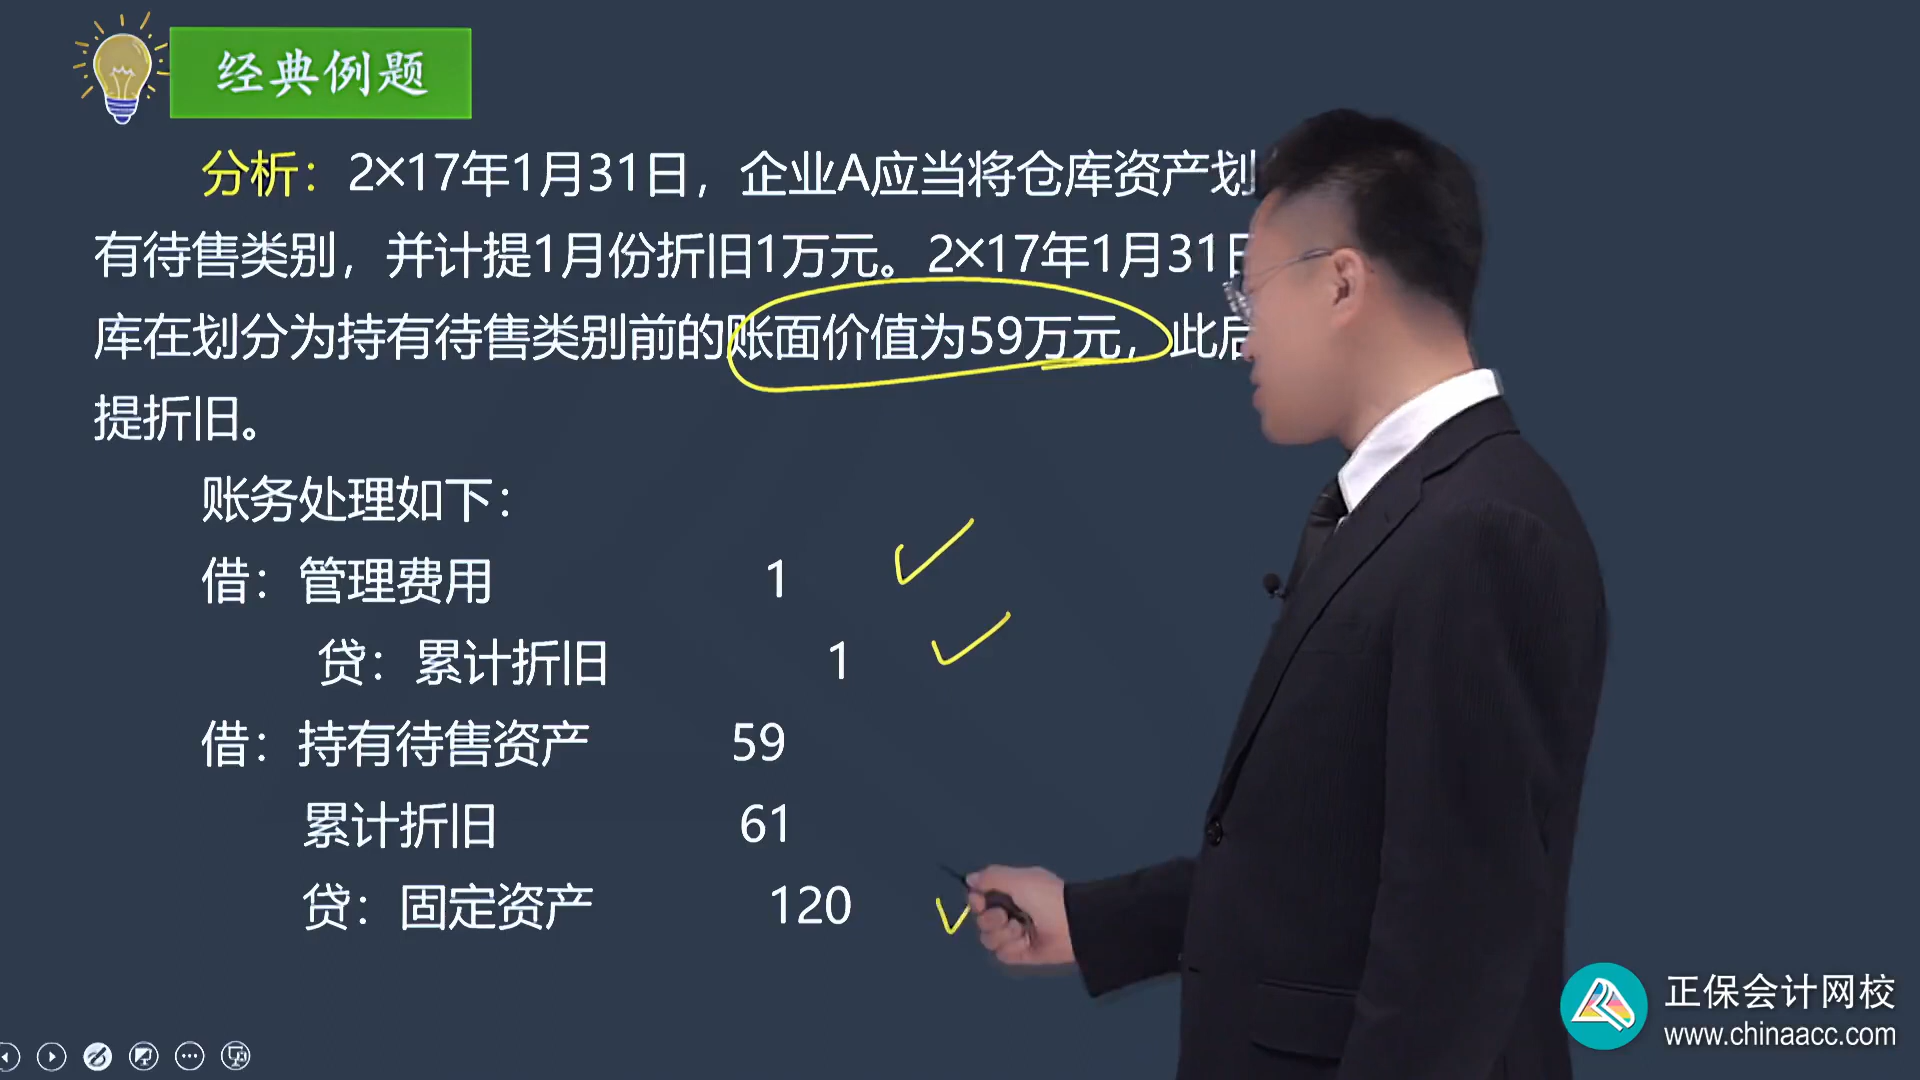 经典例题
分析：2×17年1月31日，企业A应当将仓库资产划
有待售类别，并计提1月份折旧1万元。2×17年1月31日
库在划分为持有待售类别前的账面价值为59万元，此后
提折旧。
账务处理如下：
借：管理费用 1
贷：累计折旧 1
借：持有待售资产 59
累计折旧 61
贷：固定资产 120
正保会计网校
www.chinaacc.com